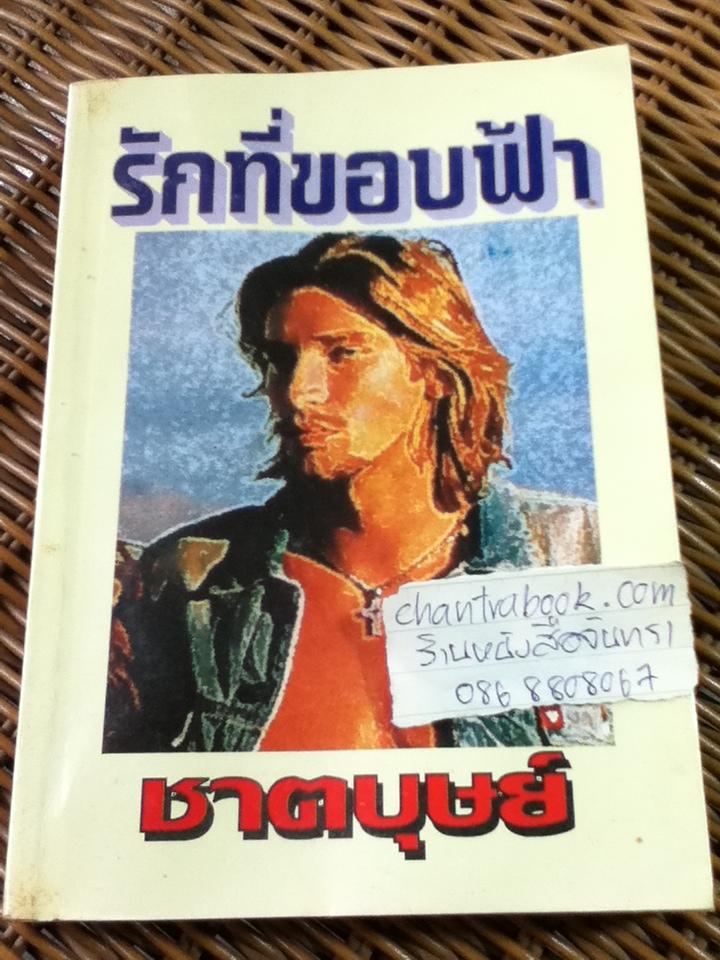 รักที่ขอบฟ้า
chantrabook.com
ร้านหนังสือจันทรา
086 8808067
ชาตบุษย์